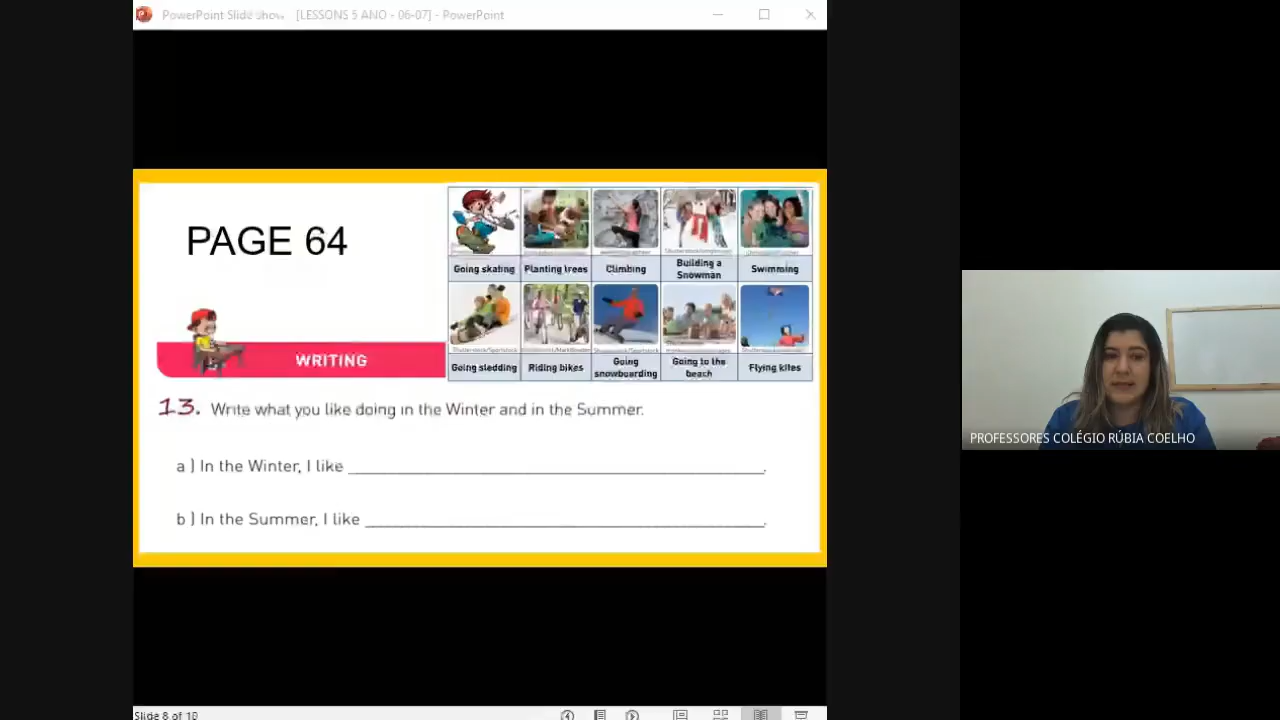 PowerPoint Slide Show - [LESSONS 5 ANO - 06-07] - PowerPoint
PAGE 64
Going skating Planting trees Climbing Building a Snowman Swimming
Going sledding Riding bikes Going snowboarding Going to the beach Flying kites
WRITING
13. Write what you like doing in the Winter and in the Summer.
a ) In the Winter, I like ______________________.
b ) In the Summer, I like ______________________.
PROFESSORES COLÉGIO RÚBIA COELHO
Slide 8 of 10